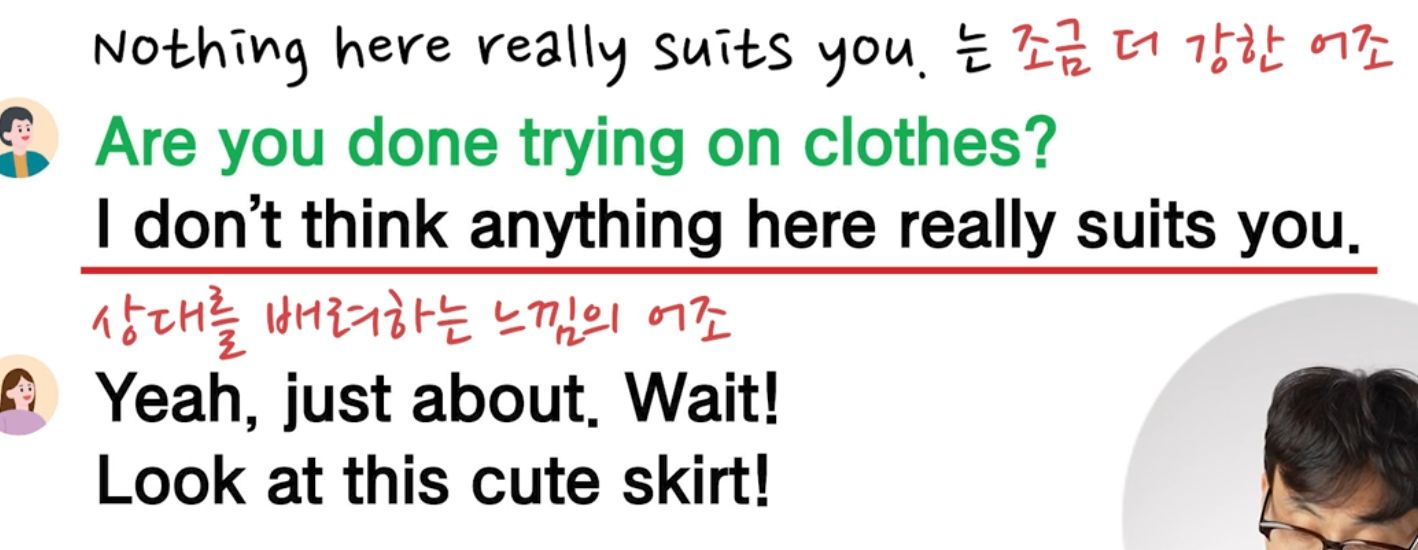 Nothing here really suits you. 는 조금 더 강한 어조
Are you done trying on clothes?
I don't think anything here really suits you.
상대를 배려하는 느낌의 어조
Yeah, just about. Wait!
Look at this cute skirt!